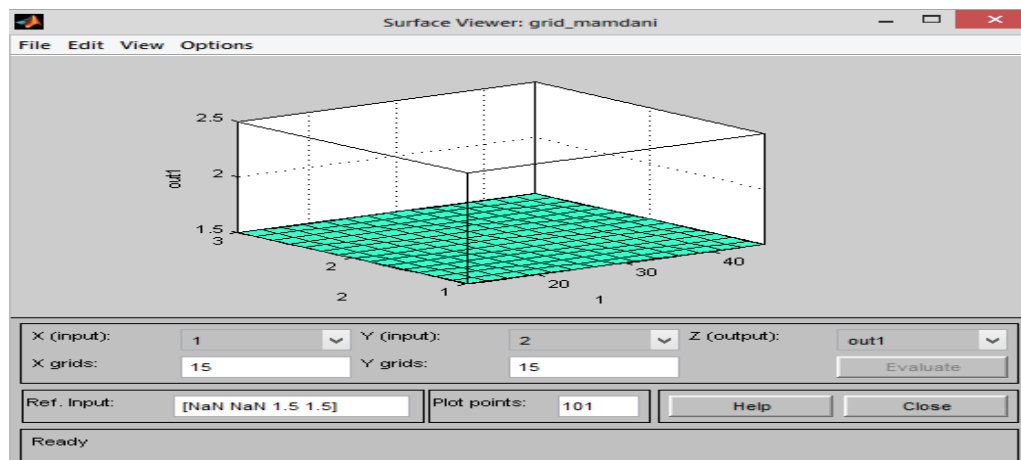 Surface Viewer: grid_mamdani
File Edit View Options
2.5
2
1.5
out1
3
2
1
2
20
30
40
1
X (input): 1 Y (input): 2 Z (output): out1
X grids: 15 Y grids: 15 Evaluate
Ref. Input: [NaN NaN 1.5 1.5] Plot points: 101 Help Close
Ready